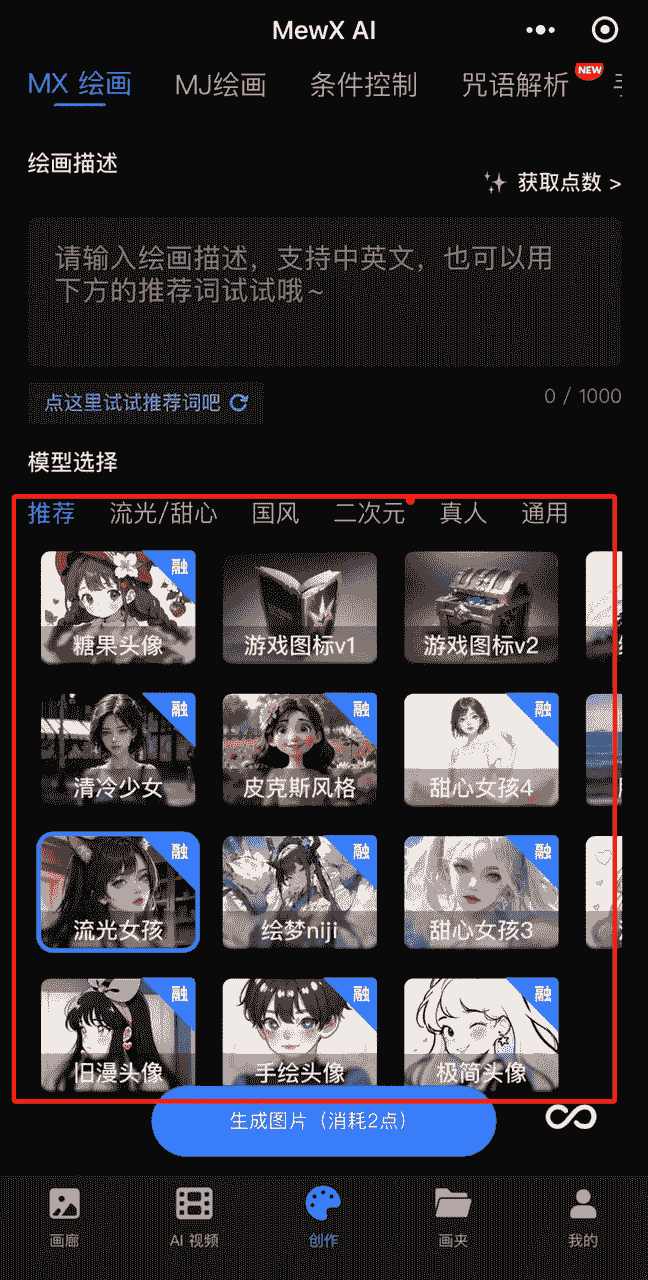 MewX AI
MX 绘画
MJ绘画
条件控制
咒语解析
NEW
绘画描述
获取点数 >
请输入绘画描述，支持中英文，也可以用
下方的推荐词试试哦~
点这里试试推荐词吧
0 / 1000
模型选择
推荐
流光/甜心
国风
二次元
真人
通用
融
糖果头像
游戏图标v1
游戏图标v2
融
清冷少女
融
皮克斯风格
融
甜心女孩4
融
流光女孩
融
绘梦niji
融
甜心女孩3
融
旧漫头像
融
手绘头像
融
极简头像
生成图片（消耗2点）
画廊
AI 视频
创作
画夹
我的